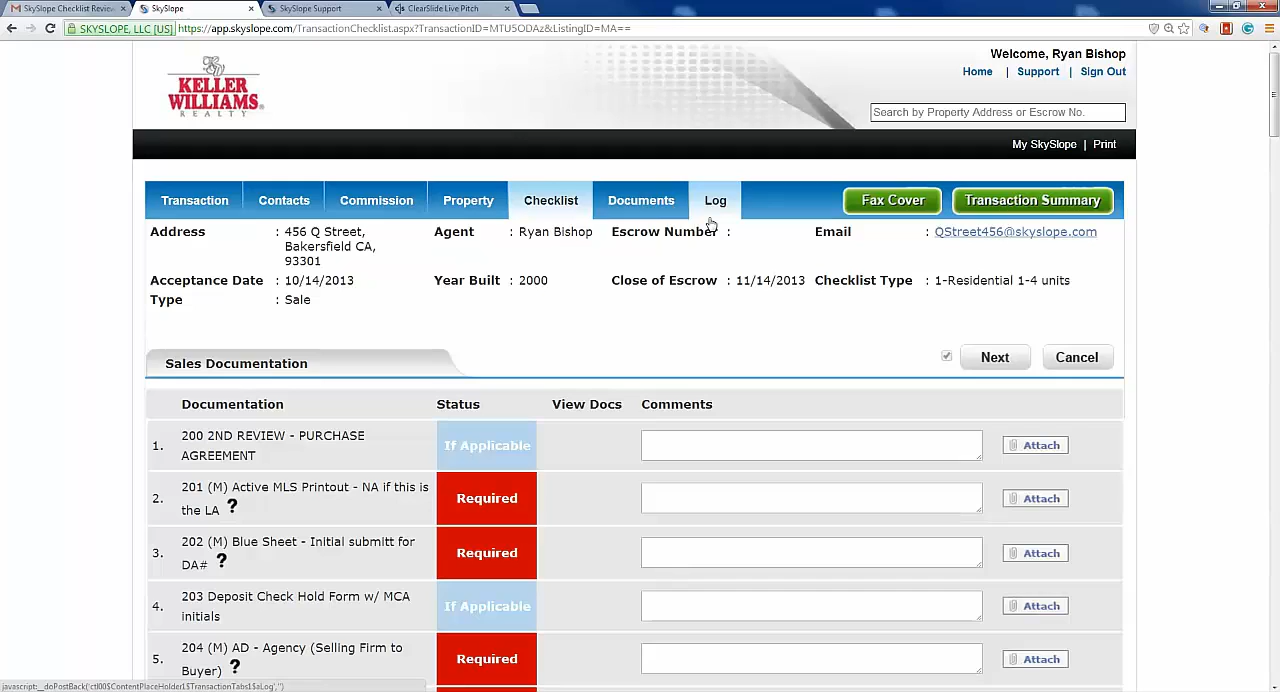 SkySlope Checklist Review
SkySlope
SkySlope Support
ClearSlide Live Pitch
SKYSLOPE, LLC [US]
https://app.skyslope.com/TransactionChecklist.aspx?TransactionID=MTU5ODAz&ListingID=MA==
Welcome, Ryan Bishop
Home | Support | Sign Out
KELLER
WILLIAMS
REALTY
Search by Property Address or Escrow No.
My SkySlope | Print
Transaction Contacts Commission Property Checklist Documents Log Fax Cover Transaction Summary
Address : 456 Q Street, Agent : Ryan Bishop Escrow Number : Email : QStreet456@skyslope.com
Bakersfield CA,
93301
Acceptance Date : 10/14/2013 Year Built : 2000 Close of Escrow : 11/14/2013 Checklist Type : 1-Residential 1-4 units
Type : Sale
Sales Documentation Next Cancel
Documentation Status View Docs Comments
1. 200 2ND REVIEW - PURCHASE
AGREEMENT If Applicable Attach
2. 201 (M) Active MLS Printout - NA if this is
the LA ? Required Attach
3. 202 (M) Blue Sheet - Initial submitt for
DA# ? Required Attach
4. 203 Deposit Check Hold Form w/ MCA
initials If Applicable Attach
5. 204 (M) AD - Agency (Selling Firm to
Buyer) ? Required Attach
javascript:__doPostBack('ctl00$ContentPlaceHolder1$TransactionTabs1$aLog','')